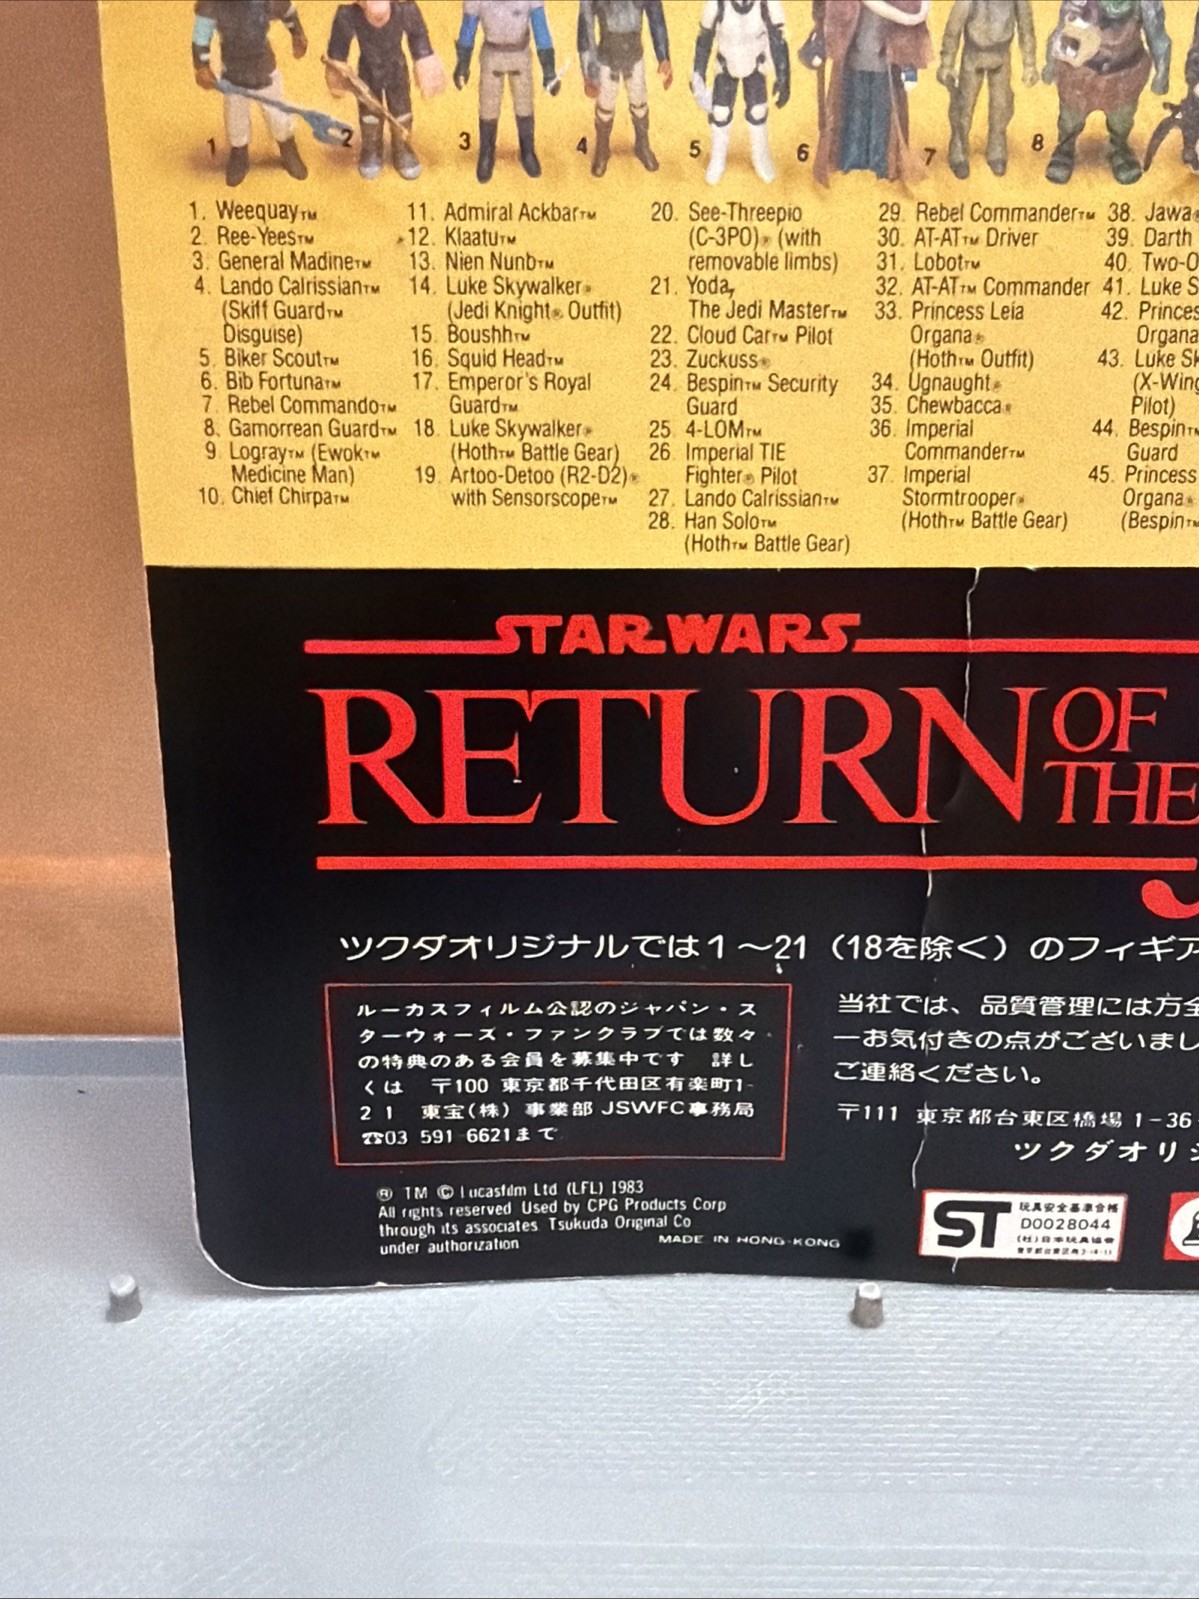 1 2 3 4 5 6 7 8
1. Weequay™
2. Ree-Yees™
3. General Madine™
4. Lando Calrissian™
(Skiff Guard™
Disguise)
5. Biker Scout™
6. Bib Fortuna™
7. Rebel Commando™
8. Gamorrean Guard™
9. Logray™ (Ewok™
Medicine Man)
10. Chief Chirpa™
11. Admiral Ackbar™
12. Klaatu™
13. Nien Nunb™
14. Luke Skywalker®
(Jedi Knight® Outfit)
15. Boushh™
16. Squid Head™
17. Emperor's Royal
Guard™
18. Luke Skywalker®
(Hoth™ Battle Gear)
19. Artoo-Detoo (R2-D2)®
with Sensorscope™
20. See-Threepio
(C-3PO)® (with
removable limbs)
21. Yoda,
The Jedi Master™
22. Cloud Car™ Pilot
23. Zuckuss®
24. Bespin™ Security
Guard
25. 4-LOM™
26. Imperial TIE
Fighter® Pilot
27. Lando Calrissian™
28. Han Solo™
(Hoth™ Battle Gear)
29. Rebel Commander™
30. AT-AT™ Driver
31. Lobot™
32. AT-AT™ Commander
33. Princess Leia
Organa®
(Hoth™ Outfit)
34. Ugnaught®
35. Chewbacca®
36. Imperial
Commander™
37. Imperial
Stormtrooper®
(Hoth™ Battle Gear)
38. Jawa
39. Darth
40. Two-O
41. Luke S
42. Princes
Organa
43. Luke Sk
(X-Wing
Pilot)
44. Bespin™
Guard
45. Princess
Organa®
(Bespin™
STAR WARS
RETURN OF THE J
ツクダオリジナルでは1～21（18を除く）のフィギア
ルーカスフィルム公認のジャパン・ス
ターウォーズ・ファンクラブでは数々
の特典のある会員を募集中です 詳し
くは 〒100 東京都千代田区有楽町1-
21 東宝(株) 事業部 JSWFC事務局
☎03 591 6621まで
当社では、品質管理には万全
一お気付きの点がございまし
ご連絡ください。
〒111 東京都台東区橋場 1-36
ツクダオリジ
® TM © Lucasfilm Ltd (LFL) 1983
All rights reserved Used by CPG Products Corp
through its associates Tsukuda Original Co
under authorization
MADE IN HONG-KONG
ST 玩具安全基準合格
D0028044
(社)日本玩具協会